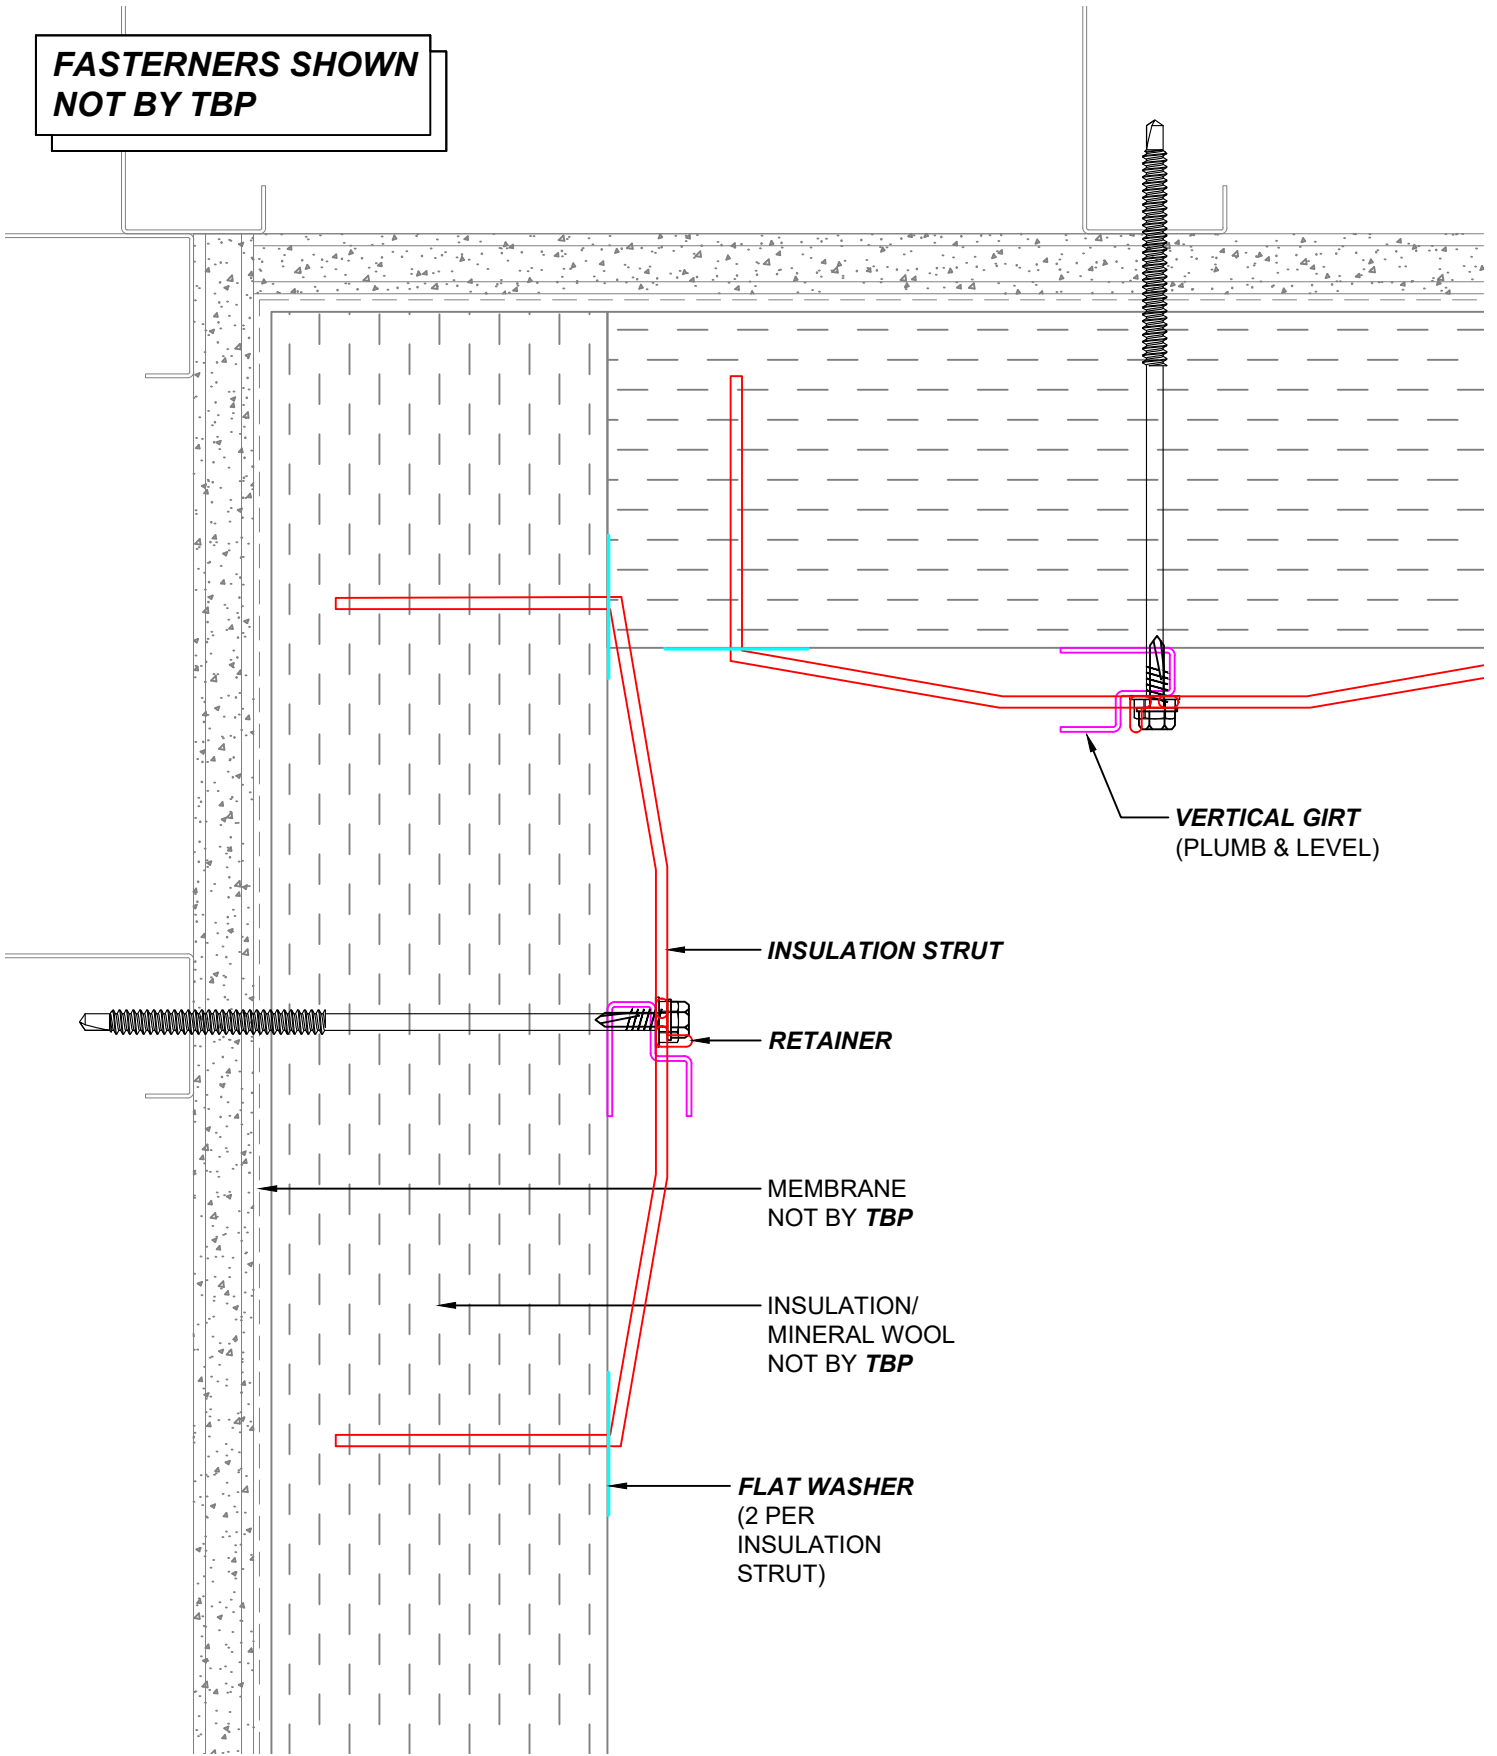 FASTERNERS SHOWN
NOT BY TBP
VERTICAL GIRT
(PLUMB & LEVEL)
INSULATION STRUT
RETAINER
MEMBRANE
NOT BY TBP
INSULATION/
MINERAL WOOL
NOT BY TBP
FLAT WASHER
(2 PER
INSULATION
STRUT)